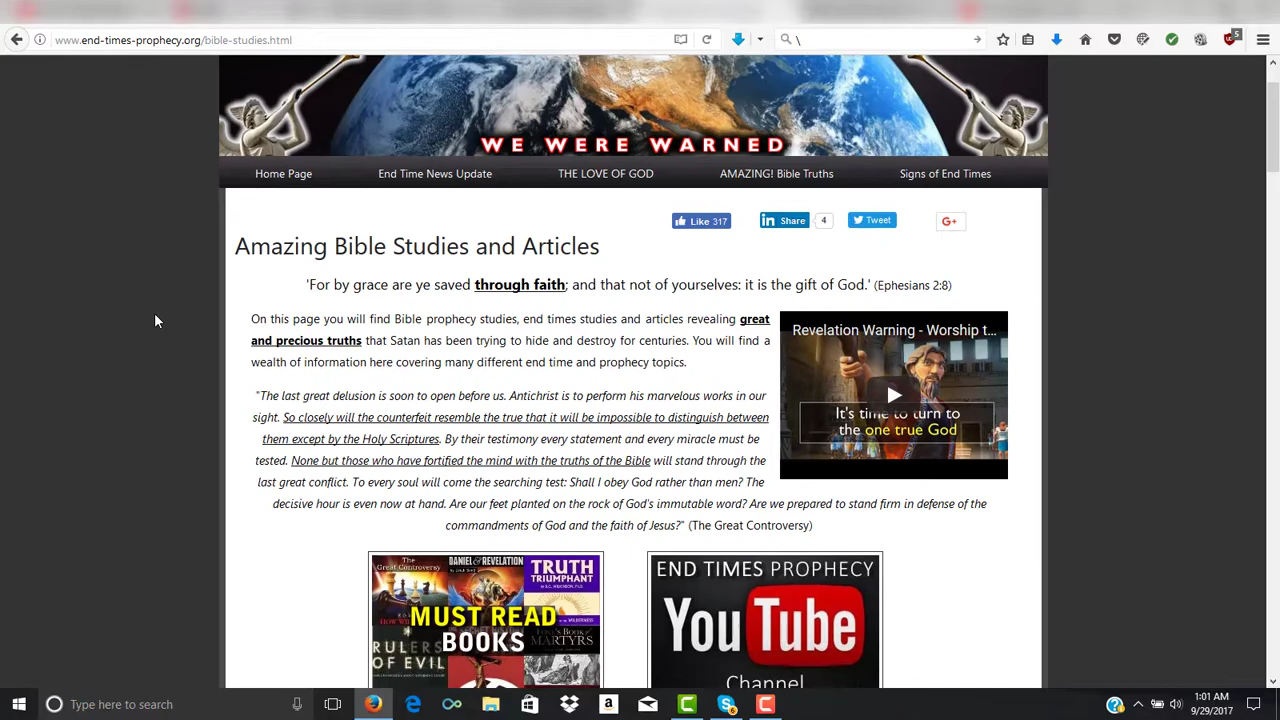 www.end-times-prophecy.org/bible-studies.html
\
5
WE WERE WARNED
Home Page
End Time News Update
THE LOVE OF GOD
AMAZING! Bible Truths
Signs of End Times
Like 317
in Share
4
Tweet
G+
Amazing Bible Studies and Articles
'For by grace are ye saved through faith; and that not of yourselves: it is the gift of God.' (Ephesians 2:8)
On this page you will find Bible prophecy studies, end times studies and articles revealing great
and precious truths that Satan has been trying to hide and destroy for centuries. You will find a
wealth of information here covering many different end time and prophecy topics.
Revelation Warning - Worship t...
It's time to turn to
the one true God
"The last great delusion is soon to open before us. Antichrist is to perform his marvelous works in our
sight. So closely will the counterfeit resemble the true that it will be impossible to distinguish between
them except by the Holy Scriptures. By their testimony every statement and every miracle must be
tested. None but those who have fortified the mind with the truths of the Bible will stand through the
last great conflict. To every soul will come the searching test: Shall I obey God rather than men? The
decisive hour is even now at hand. Are our feet planted on the rock of God's immutable word? Are we prepared to stand firm in defense of the
commandments of God and the faith of Jesus?" (The Great Controversy)
The Great Controversy
DANIEL & REVELATION
TRUTH
TRIUMPHANT
MUST READ
BOOKS
RULERS
OF EVIL
MARTYRS
END TIMES PROPHECY
YouTube
Channel
Type here to search
6
1:01 AM
9/29/2017